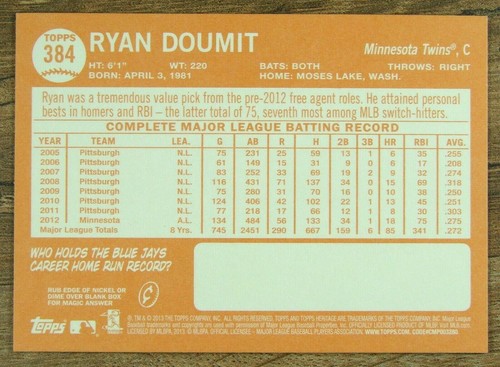 TOPPS
384
RYAN DOUMIT
Minnesota Twins®, C
HT: 6'1" WT: 220 BATS: BOTH THROWS: RIGHT
BORN: APRIL 3, 1981 HOME: MOSES LAKE, WASH.
Ryan was a tremendous value pick from the pre-2012 free agent roles. He attained personal
bests in homers and RBI – the latter total of 75, seventh most among MLB switch-hitters.
COMPLETE MAJOR LEAGUE BATTING RECORD
YEAR TEAM LEA. G AB R H 2B 3B HR RBI AVG.
2005 Pittsburgh N.L. 75 231 25 59 13 1 6 35 .255
2006 Pittsburgh N.L. 61 149 15 31 9 0 6 17 .208
2007 Pittsburgh N.L. 83 252 33 69 19 2 9 32 .274
2008 Pittsburgh N.L. 116 431 71 137 34 0 15 69 .318
2009 Pittsburgh N.L. 75 280 31 70 16 0 10 38 .250
2010 Pittsburgh N.L. 124 406 42 102 22 1 13 45 .251
2011 Pittsburgh N.L. 77 218 17 66 12 1 8 30 .303
2012 Minnesota A.L. 134 484 56 133 34 1 18 75 .275
Major League Totals 8 Yrs. 745 2451 290 667 159 6 85 341 .272
WHO HOLDS THE BLUE JAYS
CAREER HOME RUN RECORD?
RUB EDGE OF NICKEL OR
DIME OVER BLANK BOX
FOR MAGIC ANSWER
Topps